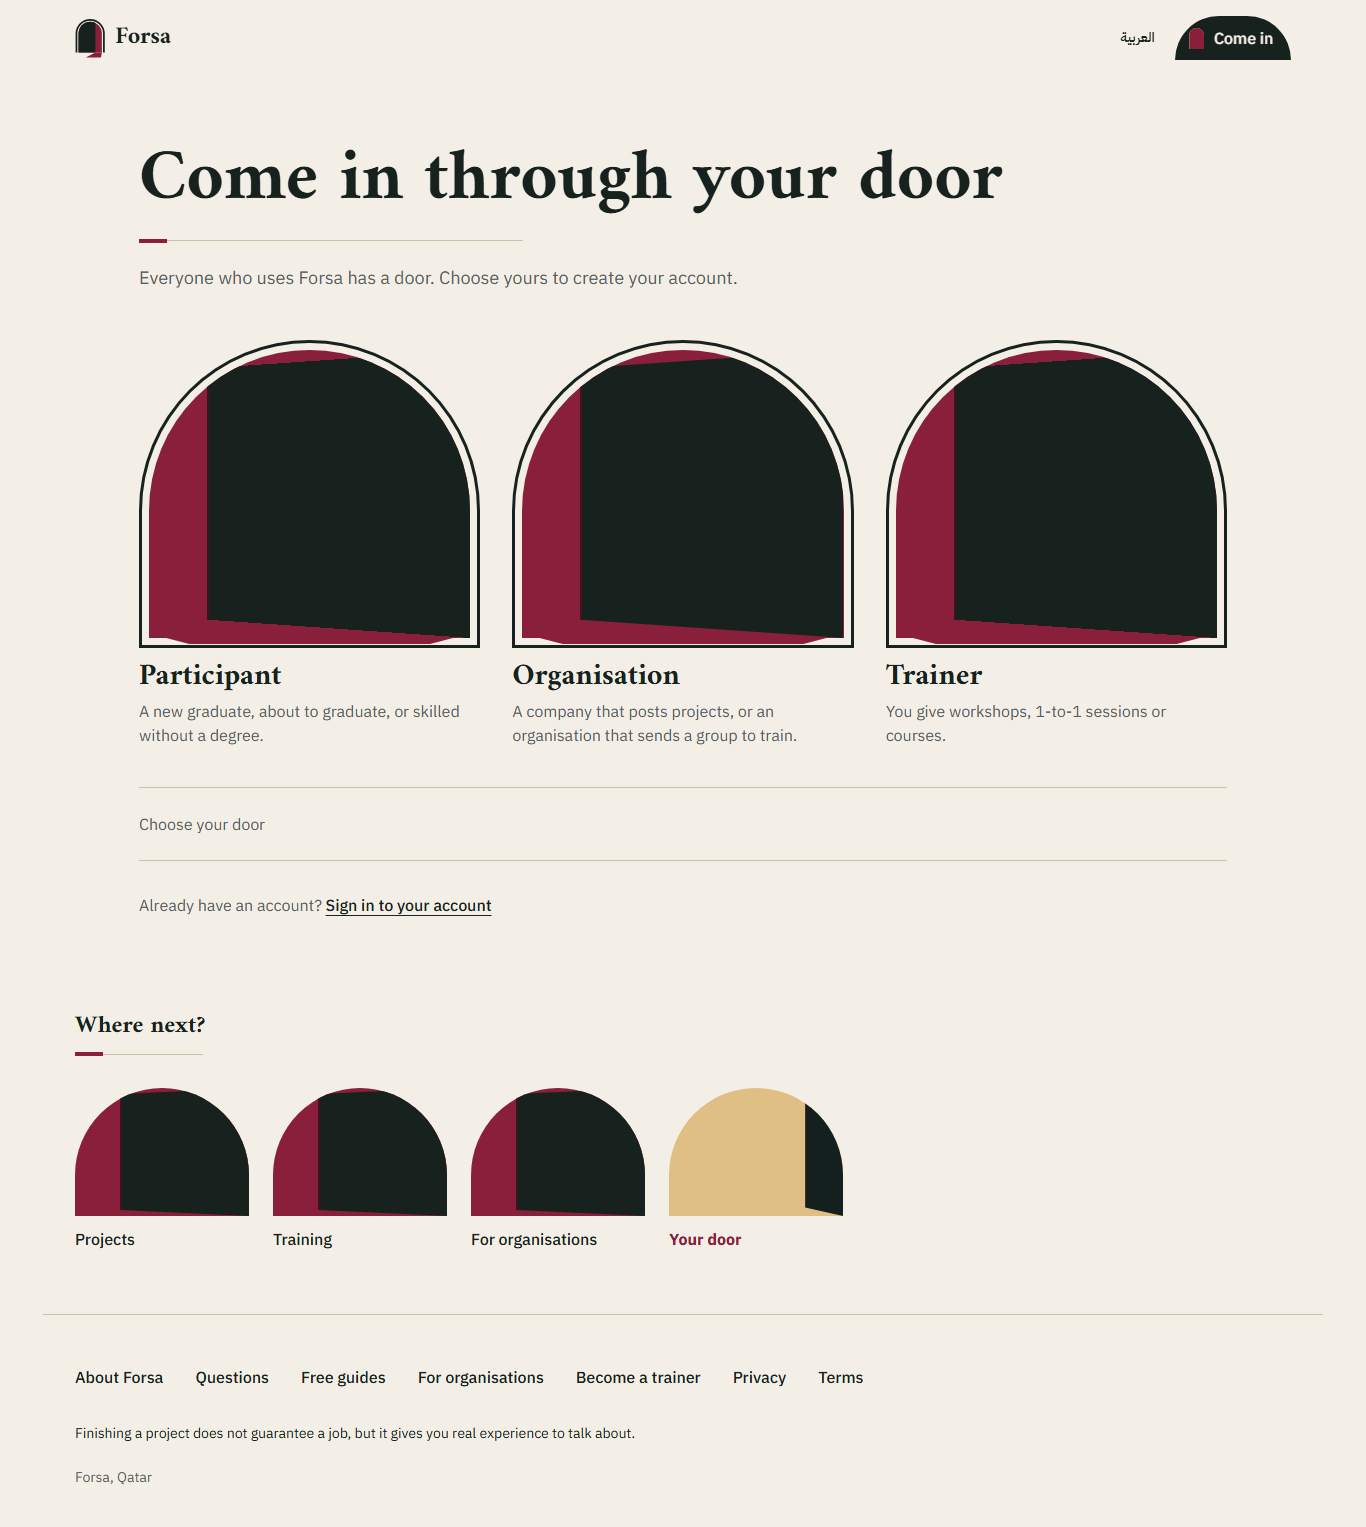 Forsa
العربية
Come in
Come in through your door
Everyone who uses Forsa has a door. Choose yours to create your account.
Participant
A new graduate, about to graduate, or skilled
without a degree.
Organisation
A company that posts projects, or an
organisation that sends a group to train.
Trainer
You give workshops, 1-to-1 sessions or
courses.
Choose your door
Already have an account? Sign in to your account
Where next?
Projects
Training
For organisations
Your door
About Forsa
Questions
Free guides
For organisations
Become a trainer
Privacy
Terms
Finishing a project does not guarantee a job, but it gives you real experience to talk about.
Forsa, Qatar